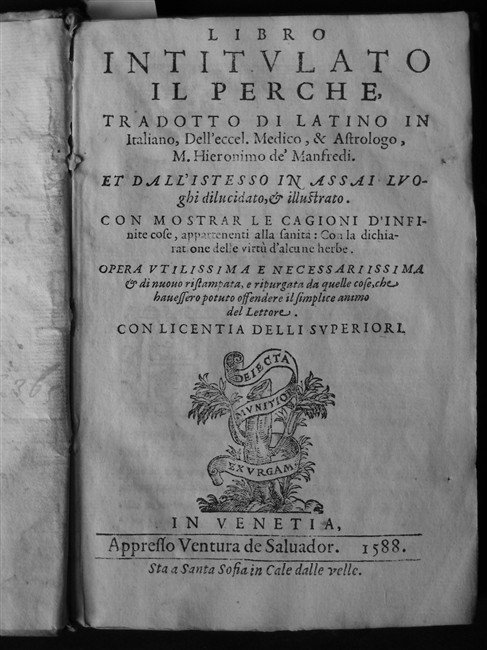 LIBRO
INTITVLATO
IL PERCHE,
TRADOTTO DI LATINO IN
Italiano, Dell'eccel. Medico, & Astrologo,
M. Hieronimo de' Manfredi.
ET DALL'ISTESSO IN ASSAI LVO-
ghi dilucidato, & illustrato.
CON MOSTRAR LE CAGIONI D'INFI-
nite cose, appartenenti alla sanità: Con la dichia-
ratione delle virtù d'alcune herbe.
OPERA VTILISSIMA E NECESSARIISSIMA
& di nuouo ristampata, e ripurgata da quelle cose, che
hauessero potuto offendere il simplice animo
del Lettore.
CON LICENTIA DELLI SVPERIORI.
DEIECTA
MVNITIOR
EXVRGAM
IN VENETIA,
Appresso Ventura de Saluador. 1588.
Sta a Santa Sofia in Cale dalle velle.